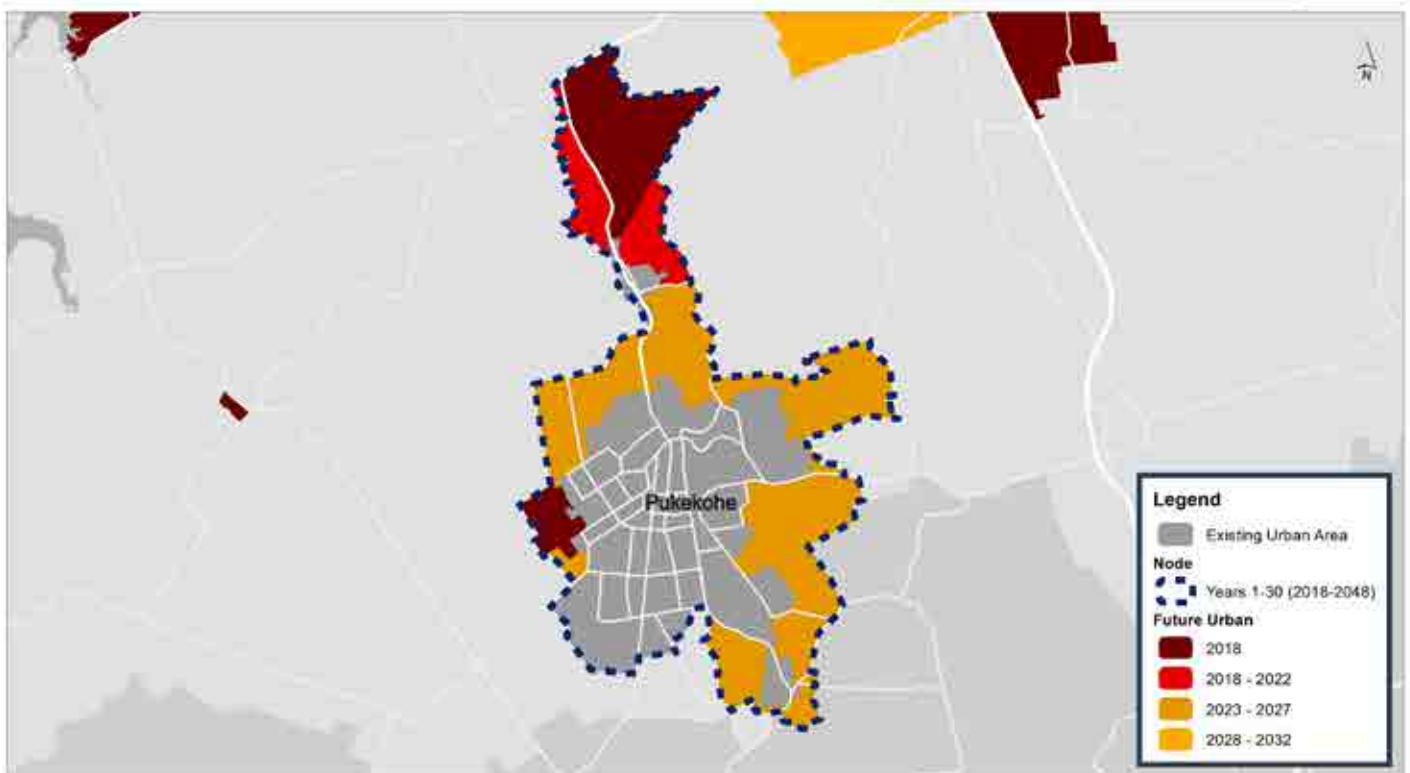 N
Pukekohe
Legend
Existing Urban Area
Node
Years 1-30 (2018-2048)
Future Urban
2018
2018 - 2022
2023 - 2027
2028 - 2032